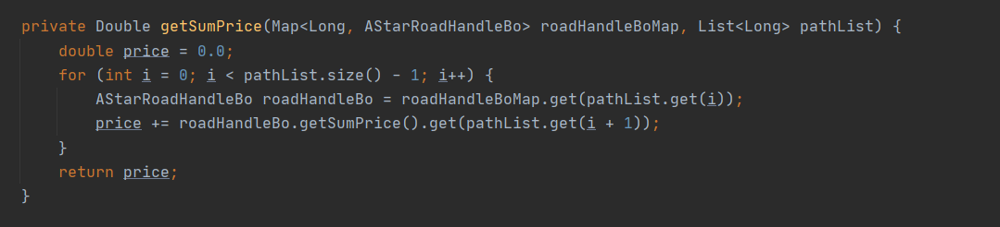 private Double getSumPrice(Map<Long, AStarRoadHandleBo> roadHandleBoMap, List<Long> pathList) {
    double price = 0.0;
    for (int i = 0; i < pathList.size() - 1; i++) {
        AStarRoadHandleBo roadHandleBo = roadHandleBoMap.get(pathList.get(i));
        price += roadHandleBo.getSumPrice().get(pathList.get(i + 1));
    }
    return price;
}